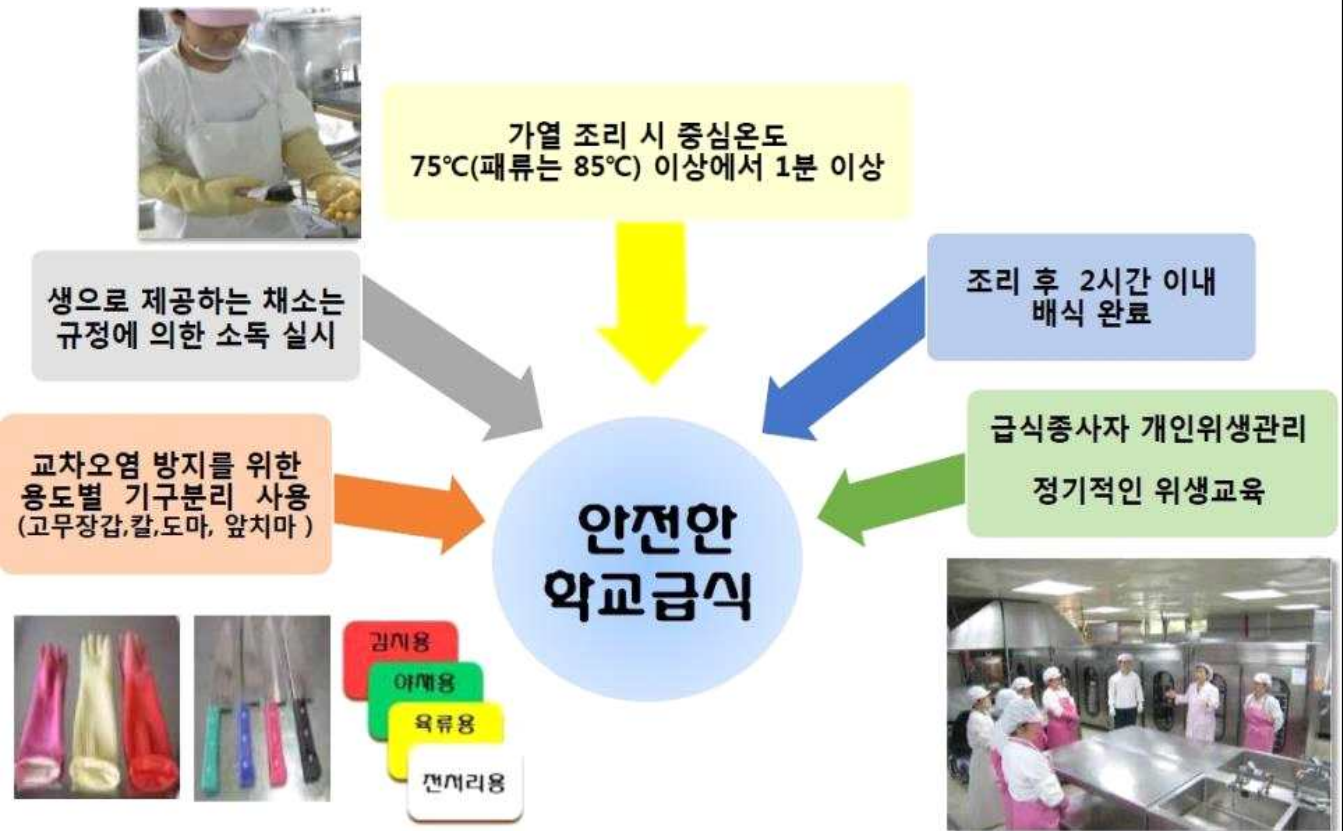 가열 조리 시 중심온도
75℃(패류는 85℃) 이상에서 1분 이상
생으로 제공하는 채소는
규정에 의한 소독 실시
조리 후 2시간 이내
배식 완료
교차오염 방지를 위한
용도별 기구분리 사용
(고무장갑,칼,도마, 앞치마 )
급식종사자 개인위생관리
정기적인 위생교육
안전한
학교급식
김치용
야채용
육류용
전처리용